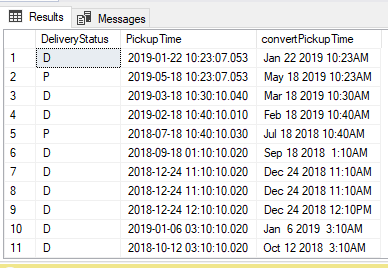 Results Messages
DeliveryStatus PickupTime convertPickupTime
1 D 2019-01-22 10:23:07.053 Jan 22 2019 10:23AM
2 P 2019-05-18 10:23:07.053 May 18 2019 10:23AM
3 D 2019-03-18 10:30:10.040 Mar 18 2019 10:30AM
4 D 2019-02-18 10:40:10.010 Feb 18 2019 10:40AM
5 P 2018-07-18 10:40:10.030 Jul 18 2018 10:40AM
6 D 2018-09-18 01:10:10.020 Sep 18 2018 1:10AM
7 D 2018-12-24 11:10:10.020 Dec 24 2018 11:10AM
8 D 2018-12-24 11:10:10.020 Dec 24 2018 11:10AM
9 D 2018-12-24 12:10:10.020 Dec 24 2018 12:10PM
10 D 2019-01-06 03:10:10.020 Jan 6 2019 3:10AM
11 D 2018-10-12 03:10:10.020 Oct 12 2018 3:10AM